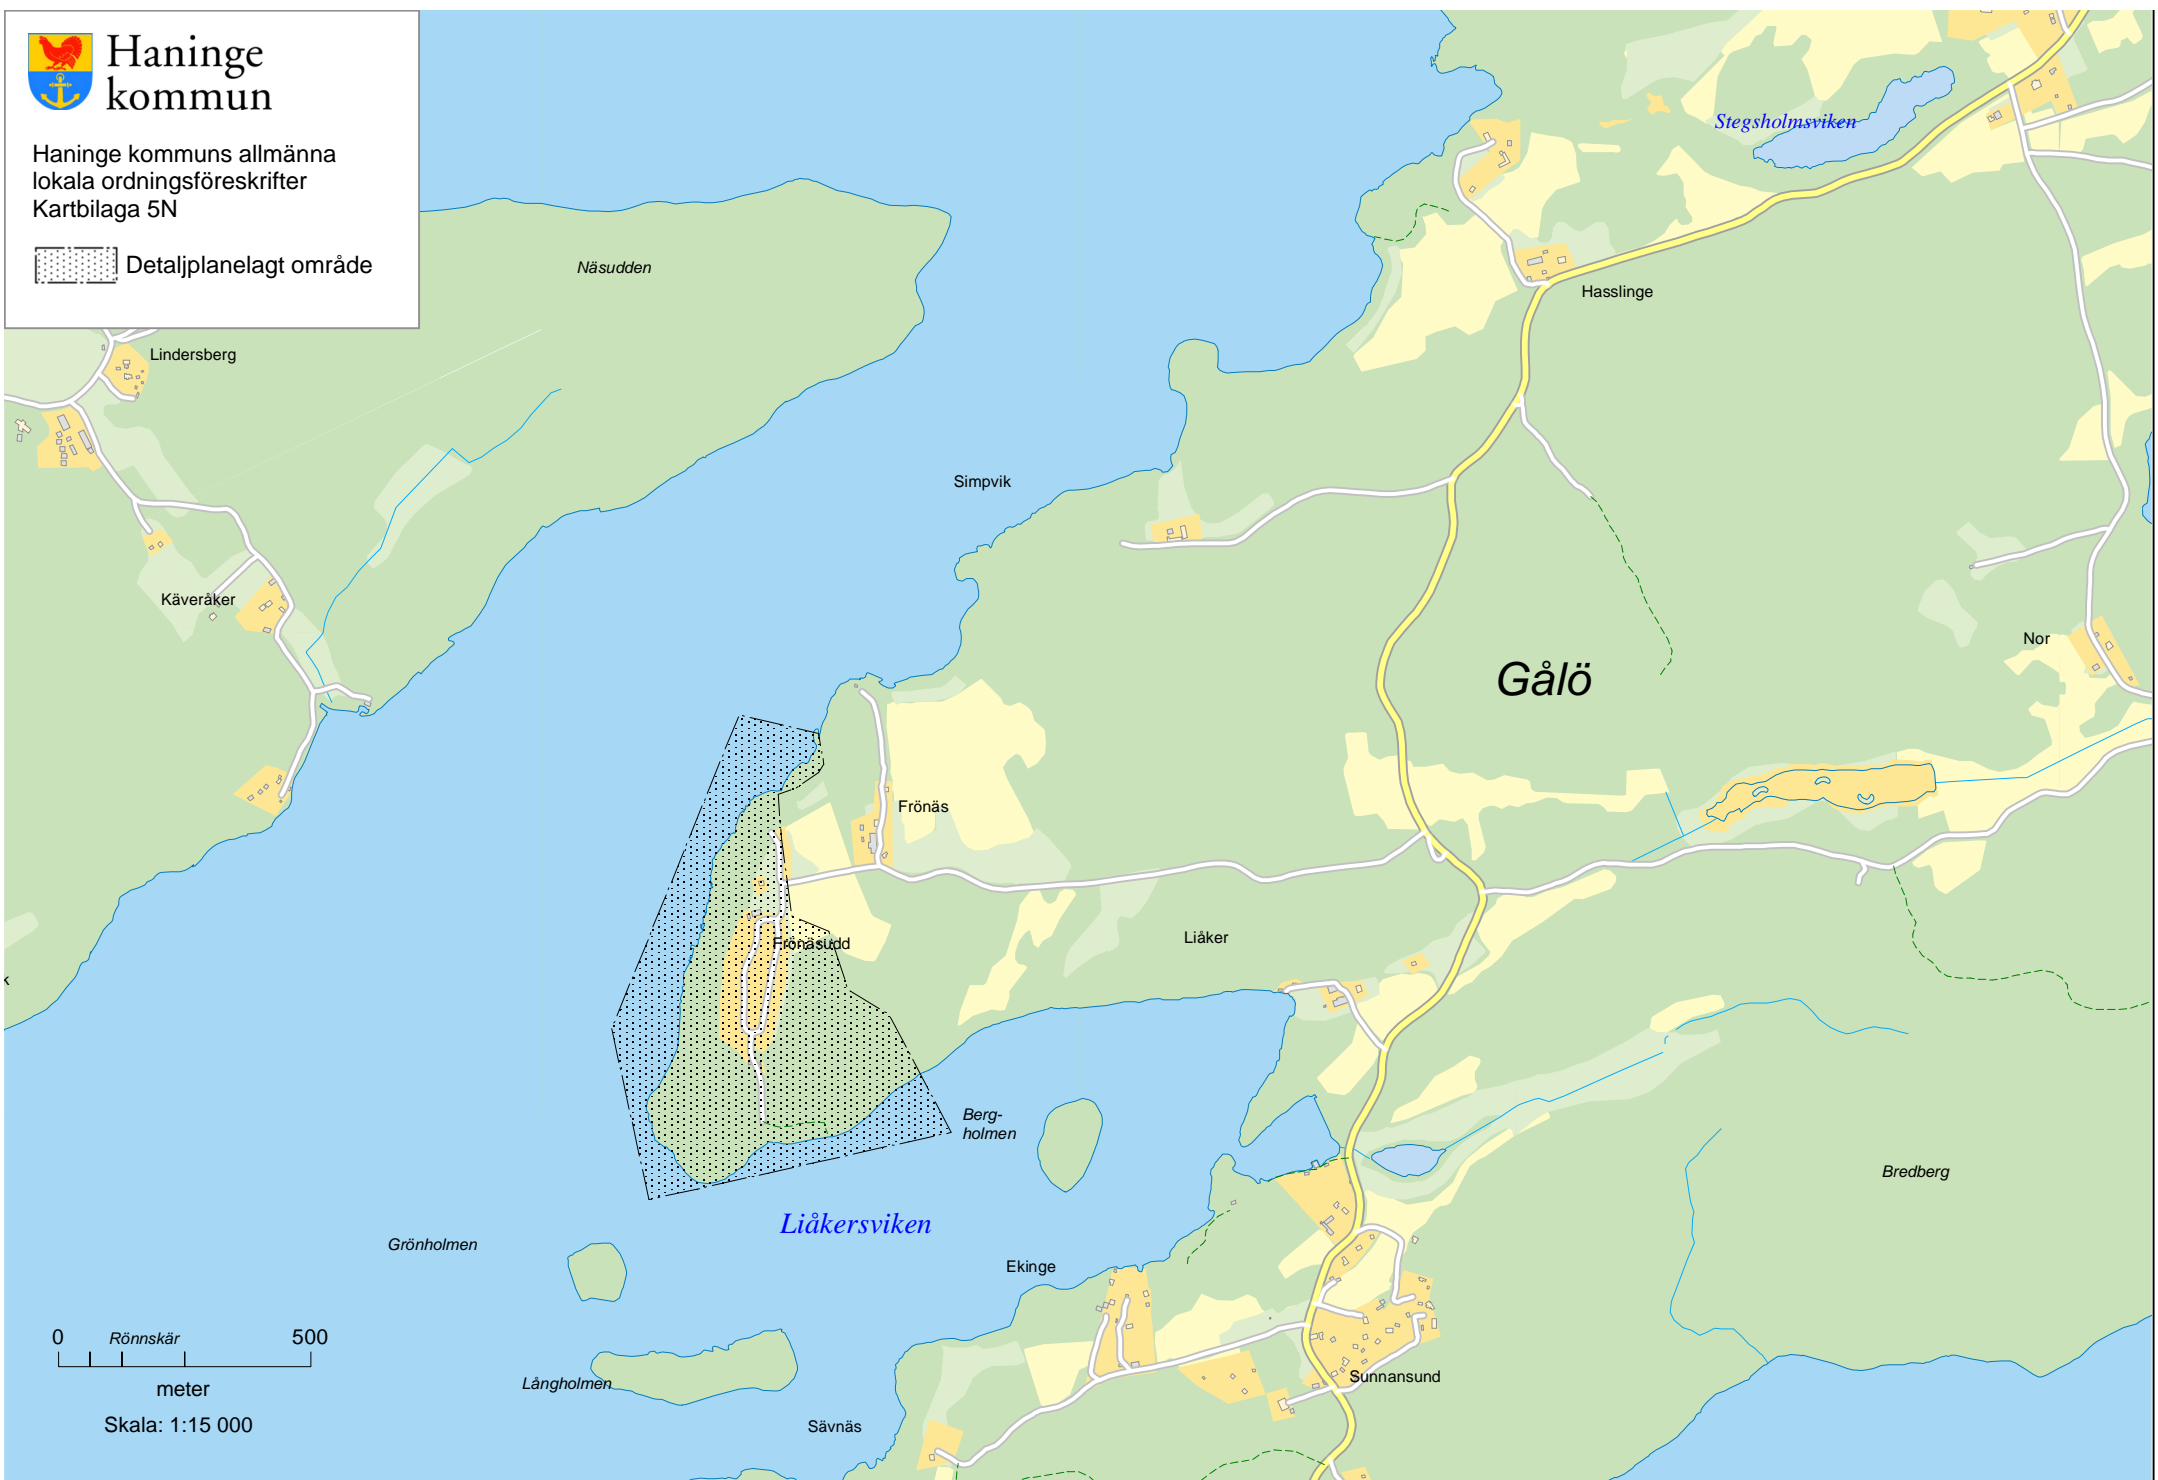 Haninge
kommun
Haninge kommuns allmänna
lokala ordningsföreskrifter
Kartbilaga 5N
Detaljplanelagt område
Stegsholmsviken
Näsudden
Hasslinge
Lindersberg
Simpvik
Käveråker
Nor
Gålö
Frönäs
Liåker
Frönäsudd
k
Berg-
holmen
Bredberg
Liåkersviken
Grönholmen
Ekinge
0 Rönnskär 500
meter
Skala: 1:15 000
Långholmen
Sunnansund
Sävnäs